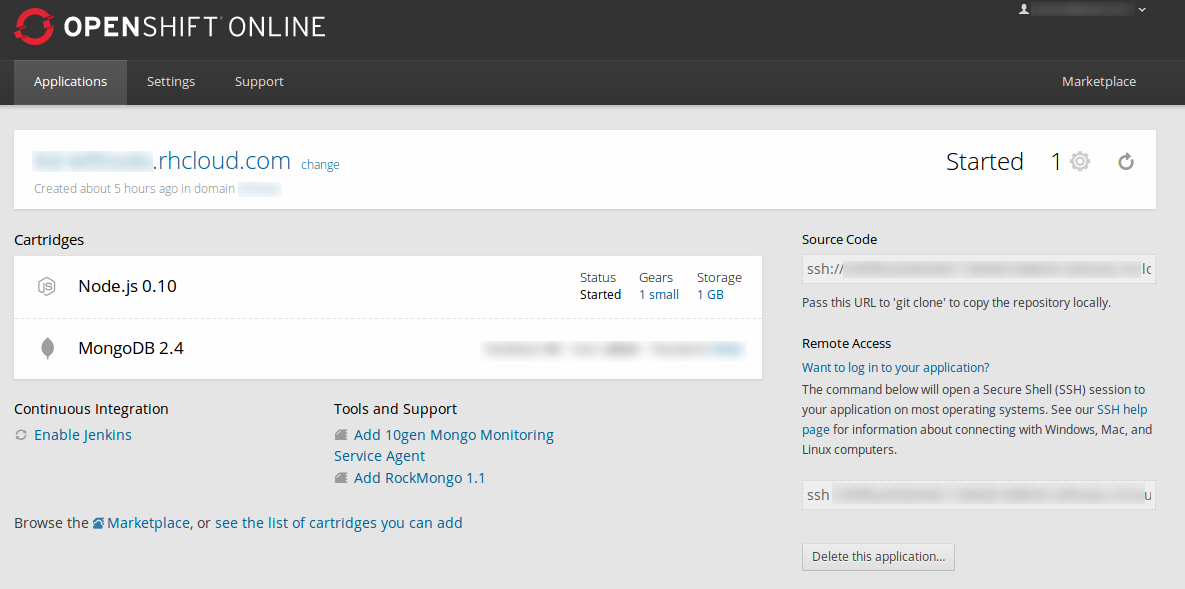 OPENSHIFT ONLINE
Applications Settings Support Marketplace
.rhcloud.com change
Started 1
Created about 5 hours ago in domain
Cartridges
Node.js 0.10
Status Gears Storage
Started 1 small 1 GB
MongoDB 2.4
Continuous Integration
Enable Jenkins
Tools and Support
Add 10gen Mongo Monitoring
Service Agent
Add RockMongo 1.1
Browse the Marketplace, or see the list of cartridges you can add
Source Code
ssh://
Pass this URL to 'git clone' to copy the repository locally.
Remote Access
Want to log in to your application?
The command below will open a Secure Shell (SSH) session to
your application on most operating systems. See our SSH help
page for information about connecting with Windows, Mac, and
Linux computers.
ssh
Delete this application...